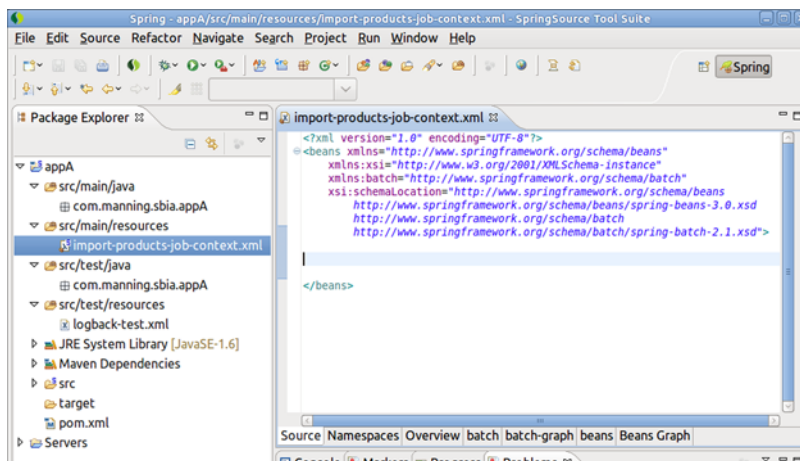 Spring - appA/src/main/resources/import-products-job-context.xml - SpringSource Tool Suite
File Edit Source Refactor Navigate Search Project Run Window Help
Spring
Package Explorer
appA
src/main/java
com.manning.sbia.appA
src/main/resources
import-products-job-context.xml
src/test/java
com.manning.sbia.appA
src/test/resources
logback-test.xml
JRE System Library [JavaSE-1.6]
Maven Dependencies
src
target
pom.xml
Servers
import-products-job-context.xml
<?xml version="1.0" encoding="UTF-8"?>
<beans xmlns="http://www.springframework.org/schema/beans"
xmlns:xsi="http://www.w3.org/2001/XMLSchema-instance"
xmlns:batch="http://www.springframework.org/schema/batch"
xsi:schemaLocation="http://www.springframework.org/schema/beans
http://www.springframework.org/schema/beans/spring-beans-3.0.xsd
http://www.springframework.org/schema/batch
http://www.springframework.org/schema/batch/spring-batch-2.1.xsd">
</beans>
Source Namespaces Overview batch batch-graph beans Beans Graph
Console Markers Progress Problems